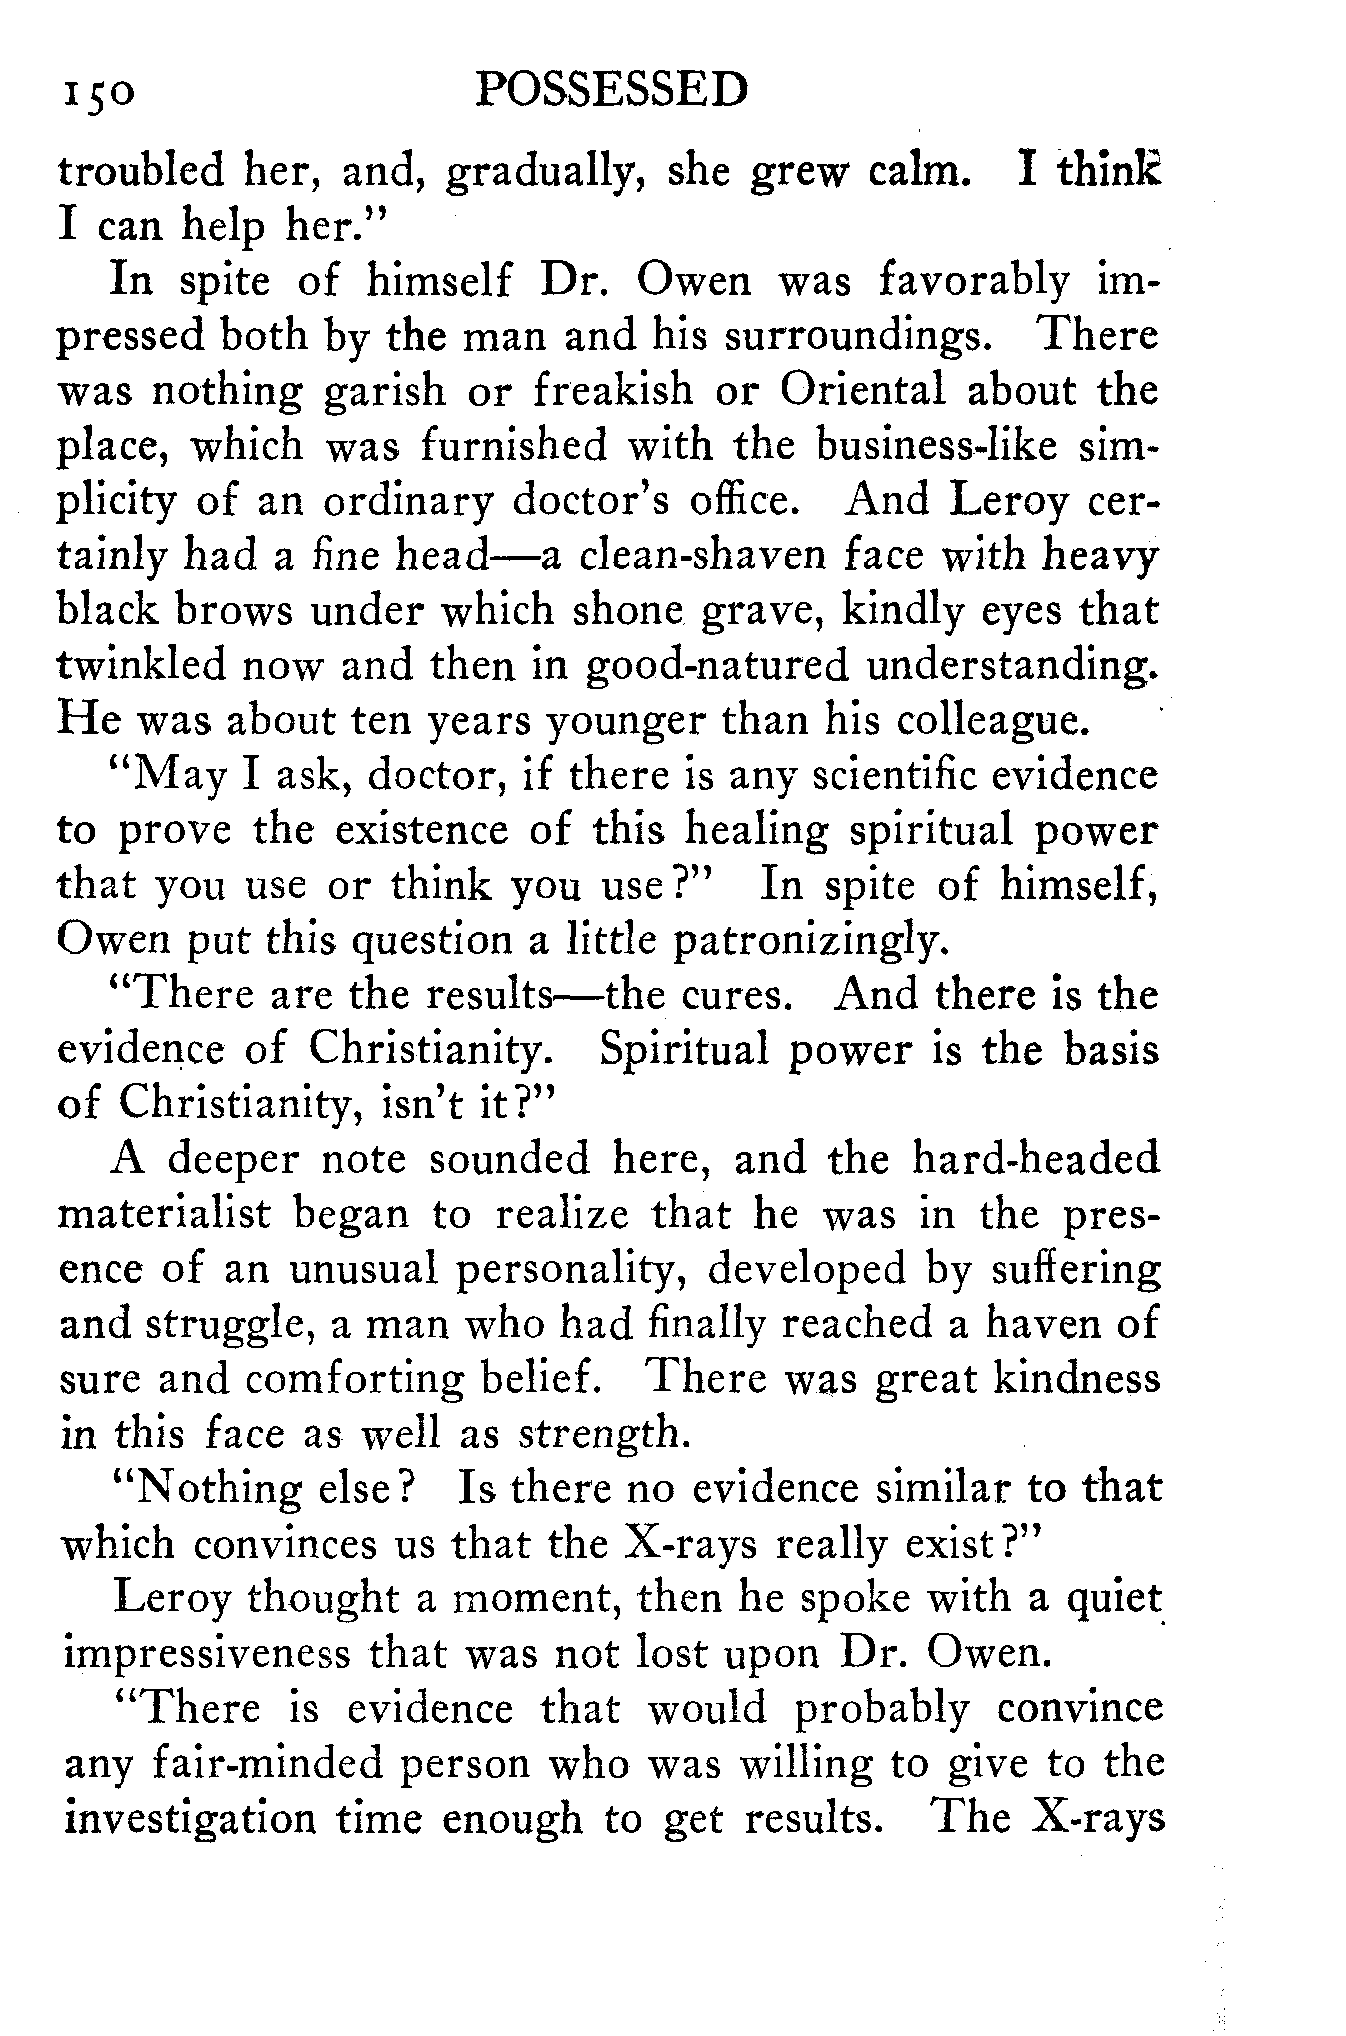 150 POSSESSED
troubled her, and, gradually, she grew calm. I think
I can help her."
In spite of himself Dr. Owen was favorably im-
pressed both by the man and his surroundings. There
was nothing garish or freakish or Oriental about the
place, which was furnished with the business-like sim-
plicity of an ordinary doctor's office. And Leroy cer-
tainly had a fine head—a clean-shaven face with heavy
black brows under which shone grave, kindly eyes that
twinkled now and then in good-natured understanding.
He was about ten years younger than his colleague.
"May I ask, doctor, if there is any scientific evidence
to prove the existence of this healing spiritual power
that you use or think you use?" In spite of himself,
Owen put this question a little patronizingly.
"There are the results—the cures. And there is the
evidence of Christianity. Spiritual power is the basis
of Christianity, isn't it?"
A deeper note sounded here, and the hard-headed
materialist began to realize that he was in the pres-
ence of an unusual personality, developed by suffering
and struggle, a man who had finally reached a haven of
sure and comforting belief. There was great kindness
in this face as well as strength.
"Nothing else? Is there no evidence similar to that
which convinces us that the X-rays really exist?"
Leroy thought a moment, then he spoke with a quiet
impressiveness that was not lost upon Dr. Owen.
"There is evidence that would probably convince
any fair-minded person who was willing to give to the
investigation time enough to get results. The X-rays